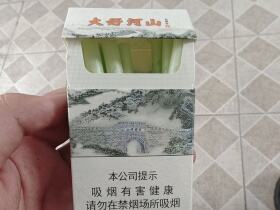 大好河山
本公司提示
吸烟有害健康
请勿在禁烟场所吸烟